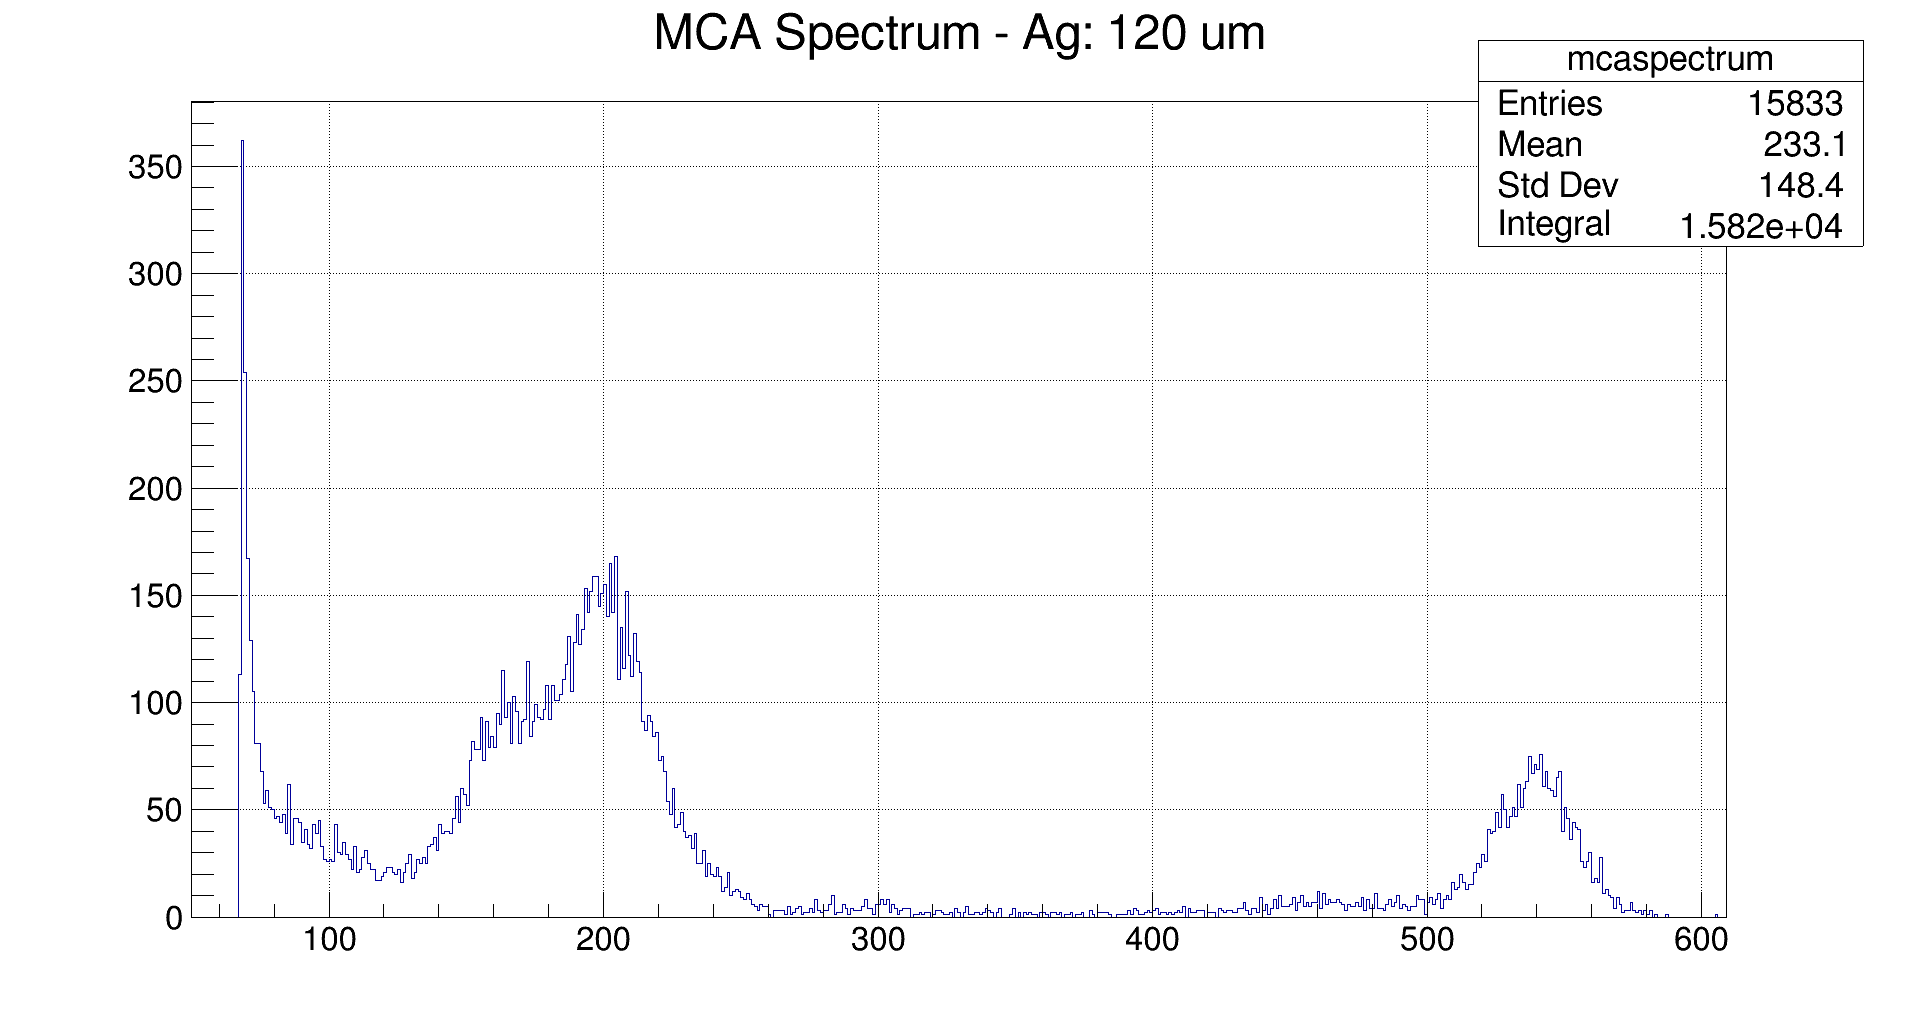 MCA Spectrum - Ag: 120 um
mcaspectrum
Entries 15833
Mean 233.1
Std Dev 148.4
Integral 1.582e+04
350
300
250
200
150
100
50
0
100 200 300 400 500 600